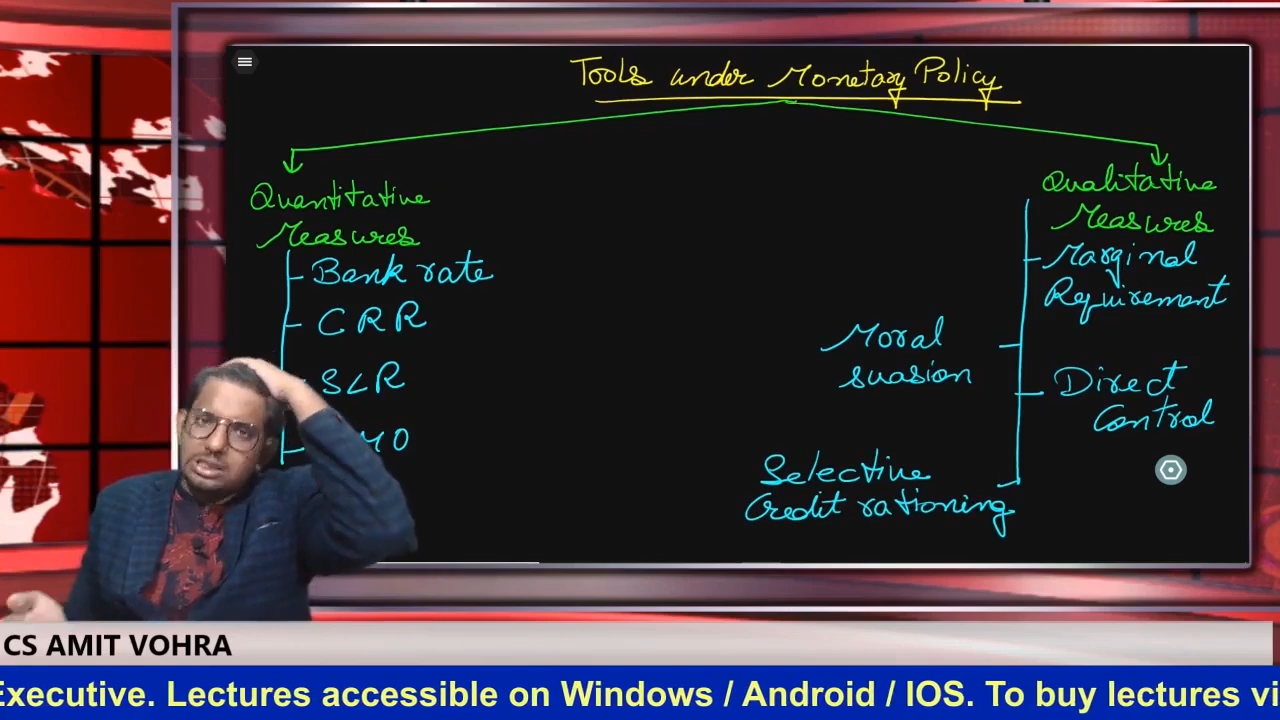 Tools under Monetary Policy
Quantitative
Measures
Bank rate
CRR
SLR
MO
Qualitative
Measures
Marginal
Requirement
Moral
suasion
Direct
Control
Selective
Credit rationing
CS AMIT VOHRA
Executive. Lectures accessible on Windows / Android / IOS. To buy lectures vi